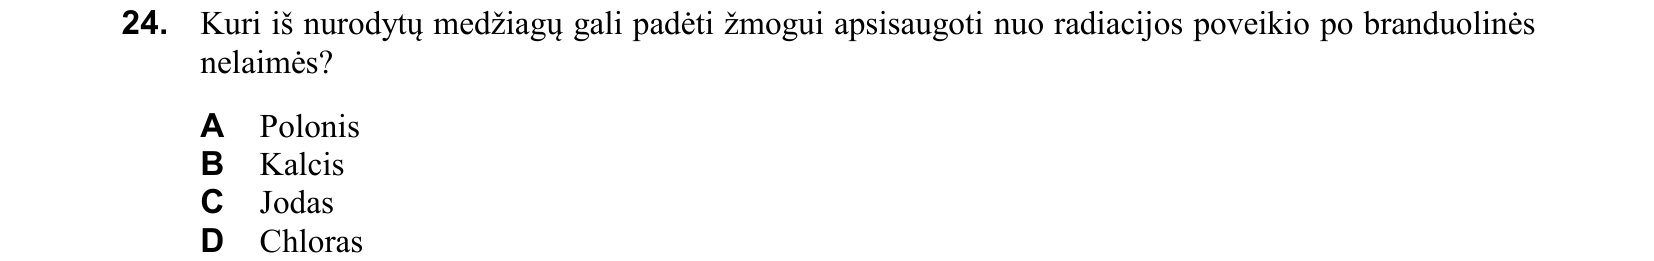 24. Kuri iš nurodytų medžiagų gali padėti žmogui apsisaugoti nuo radiacijos poveikio po branduolinės
nelaimės?
A Polonis
B Kalcis
C Jodas
D Chloras